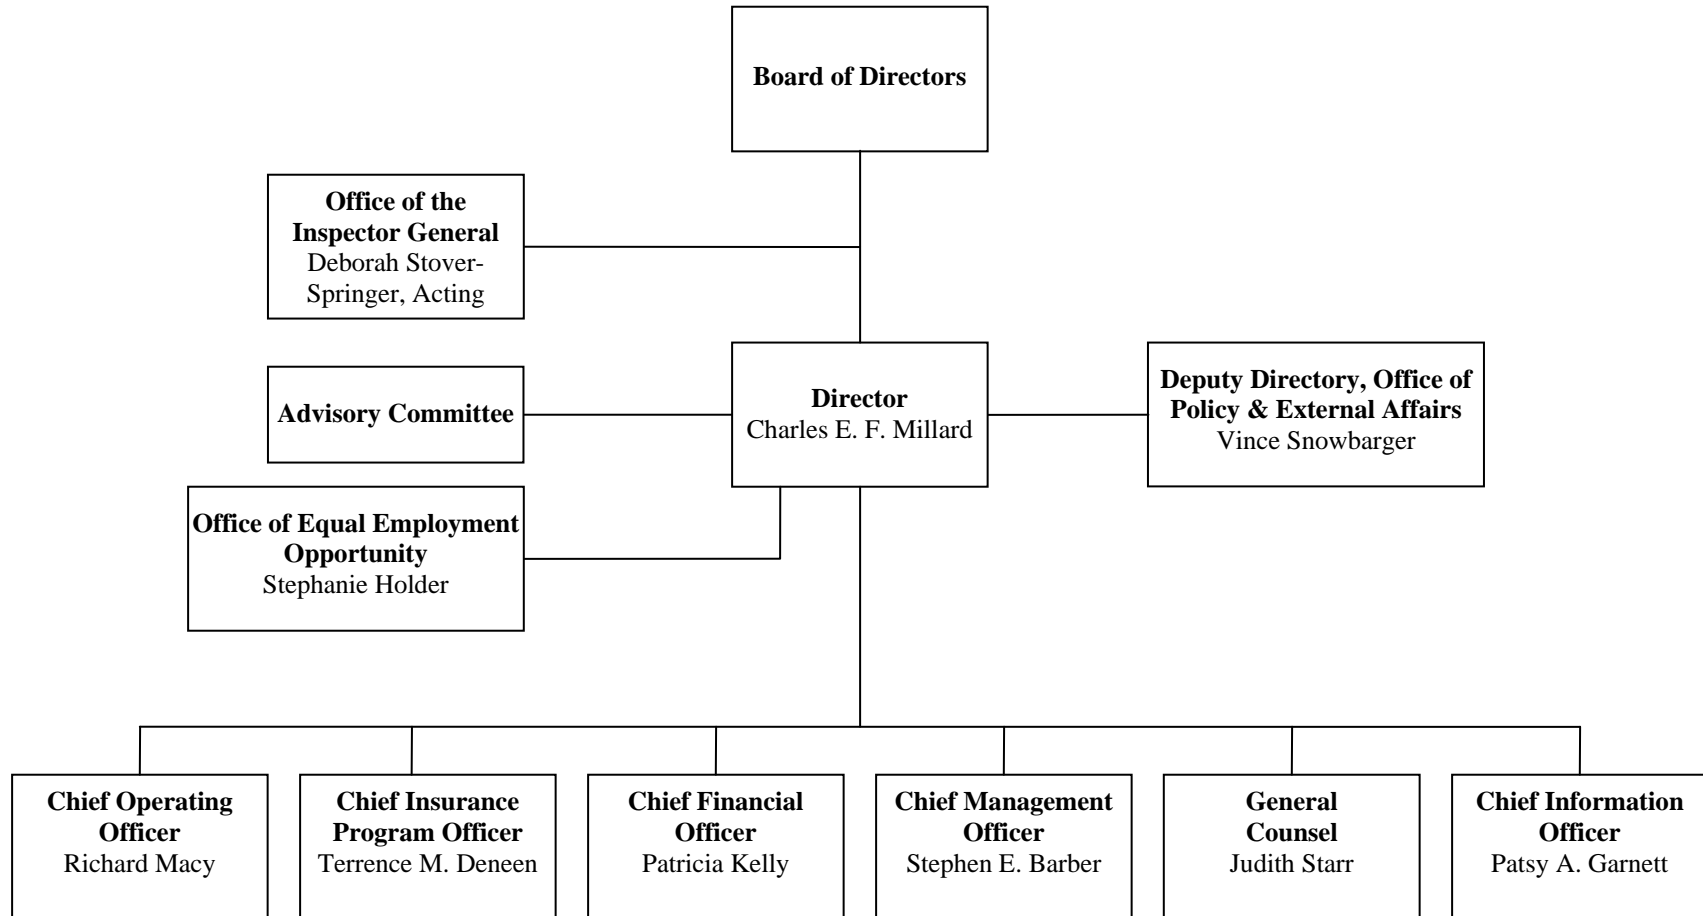 Board of Directors
Office of the
Inspector General
Deborah Stover-
Springer, Acting
Advisory Committee
Director
Charles E. F. Millard
Deputy Directory, Office of
Policy & External Affairs
Vince Snowbarger
Office of Equal Employment
Opportunity
Stephanie Holder
Chief Operating
Officer
Richard Macy
Chief Insurance
Program Officer
Terrence M. Deneen
Chief Financial
Officer
Patricia Kelly
Chief Management
Officer
Stephen E. Barber
General
Counsel
Judith Starr
Chief Information
Officer
Patsy A. Garnett